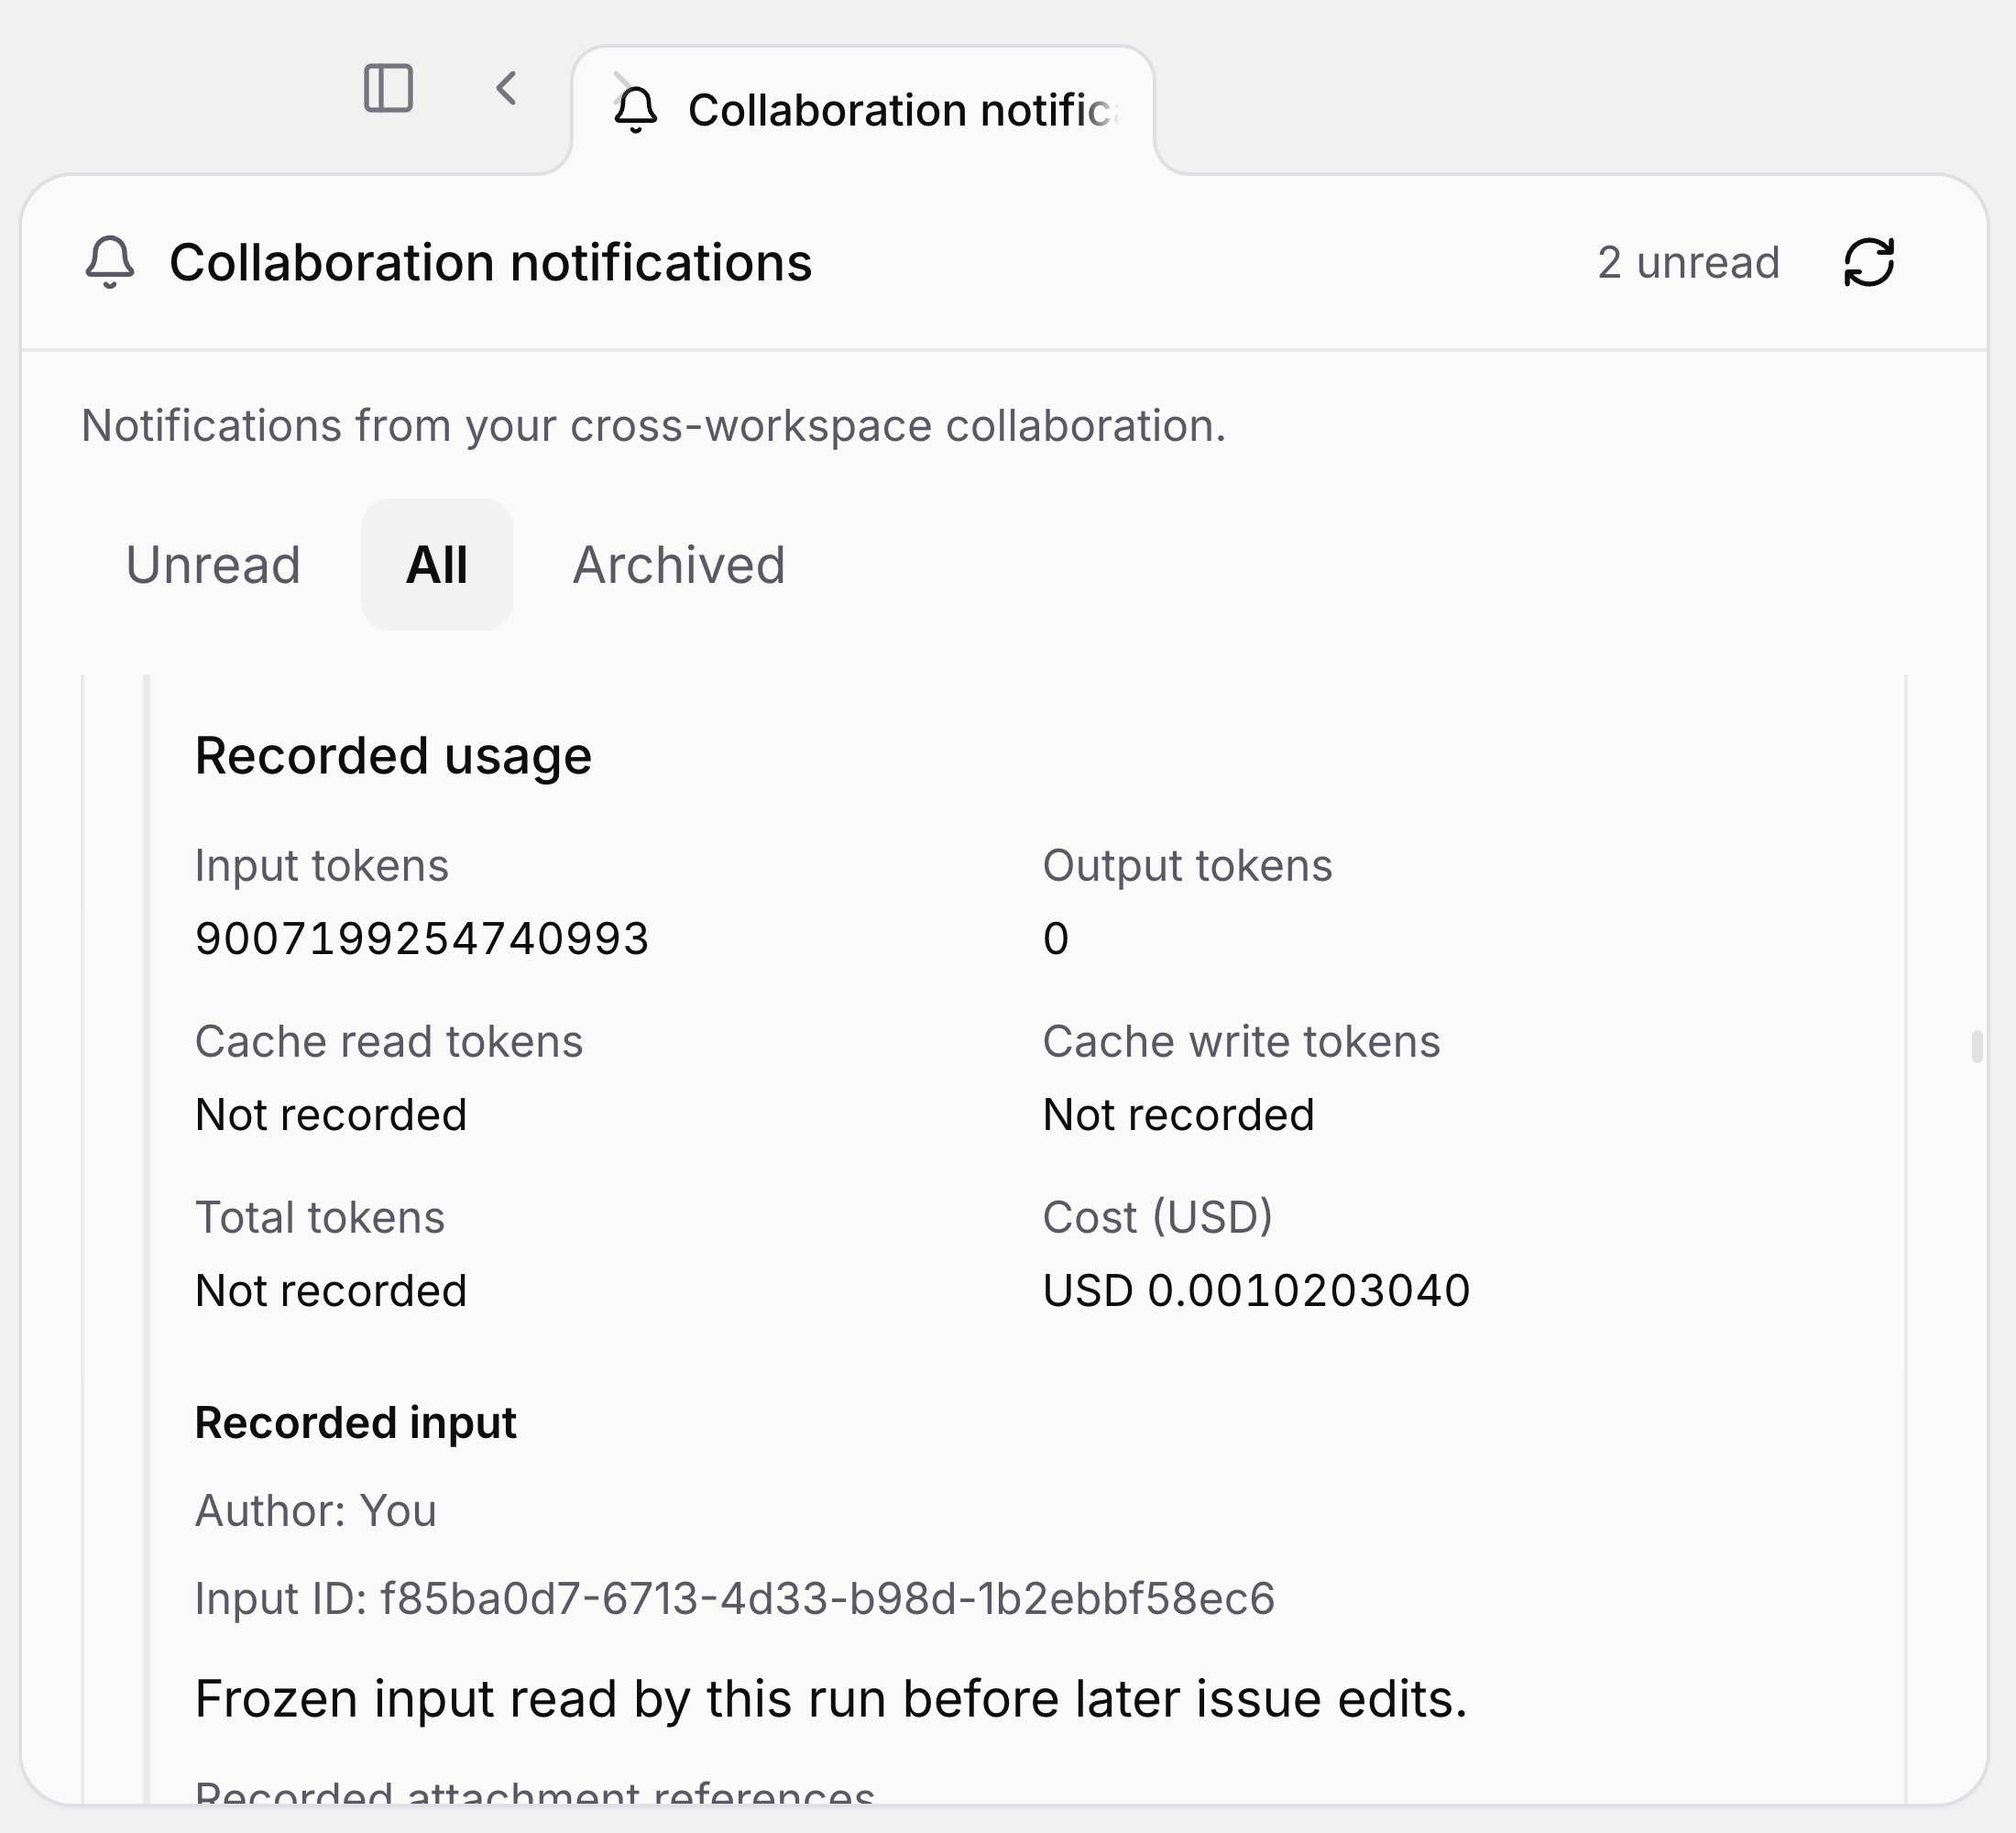 Collaboration notific
Collaboration notifications
2 unread
Notifications from your cross-workspace collaboration.
Unread
All
Archived
Recorded usage
Input tokens
Output tokens
9007199254740993
0
Cache read tokens
Cache write tokens
Not recorded
Not recorded
Total tokens
Cost (USD)
Not recorded
USD 0.0010203040
Recorded input
Author: You
Input ID: f85ba0d7-6713-4d33-b98d-1b2ebbf58ec6
Frozen input read by this run before later issue edits.
Recorded attachment references